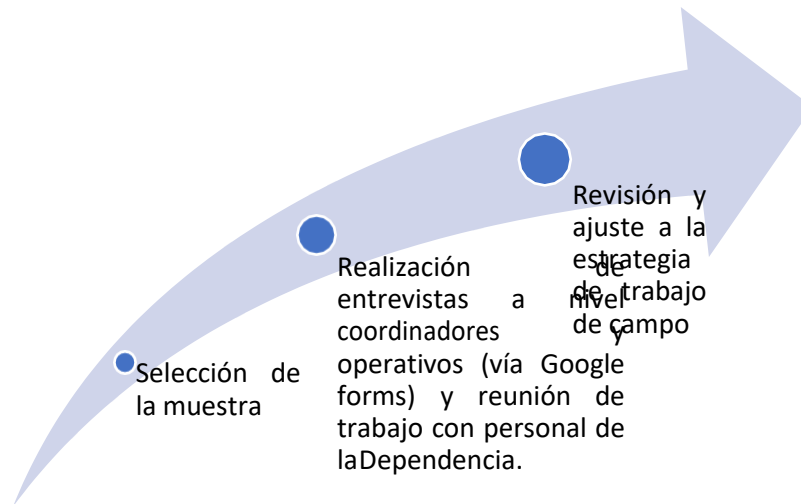 Selección de
la muestra
Realización de
entrevistas a nivel
coordinadores y
operativos (vía Google
forms) y reunión de
trabajo con personal de
laDependencia.
Revisión y
ajuste a la
estrategia
de trabajo
de campo